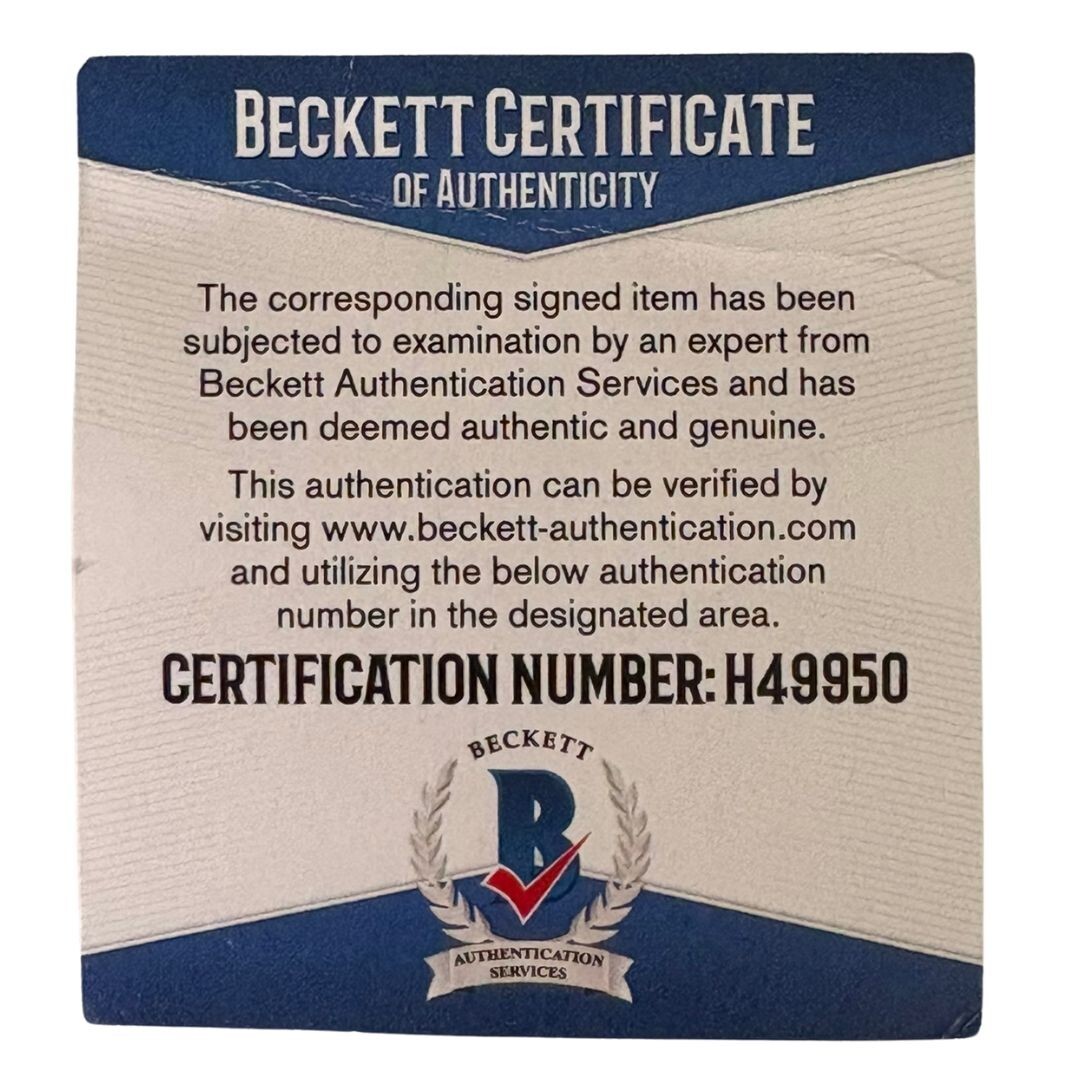 BECKETT CERTIFICATE
OF AUTHENTICITY
The corresponding signed item has been
subjected to examination by an expert from
Beckett Authentication Services and has
been deemed authentic and genuine.
This authentication can be verified by
visiting www.beckett-authentication.com
and utilizing the below authentication
number in the designated area.
CERTIFICATION NUMBER: H49950
BECKETT
B
AUTHENTICATION
SERVICES